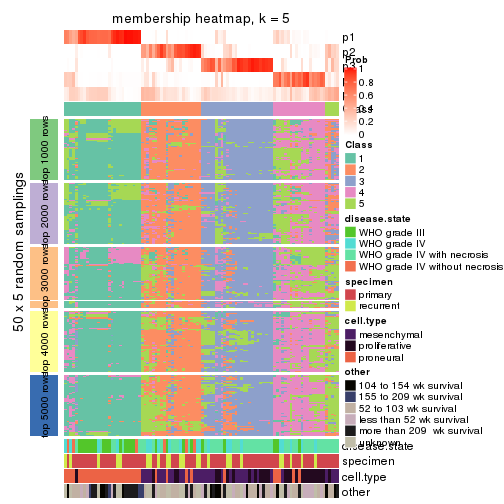 membership heatmap, k = 5
p1
p2
p3
Prob
1
0.8
0.6
0.4
0.2
0
Class
1
2
3
4
5
disease.state
WHO grade III
WHO grade IV
WHO grade IV with necrosis
WHO grade IV without necrosis
specimen
primary
recurrent
cell.type
mesenchymal
proliferative
proneural
other
104 to 154 wk survival
155 to 209 wk survival
52 to 103 wk survival
less than 52 wk survival
more than 209 wk survival
unknown
disease.state
specimen
cell.type
other
50 x 5 random samplings
top 1000 rows
top 2000 rows
top 3000 rows
top 4000 rows
top 5000 rows